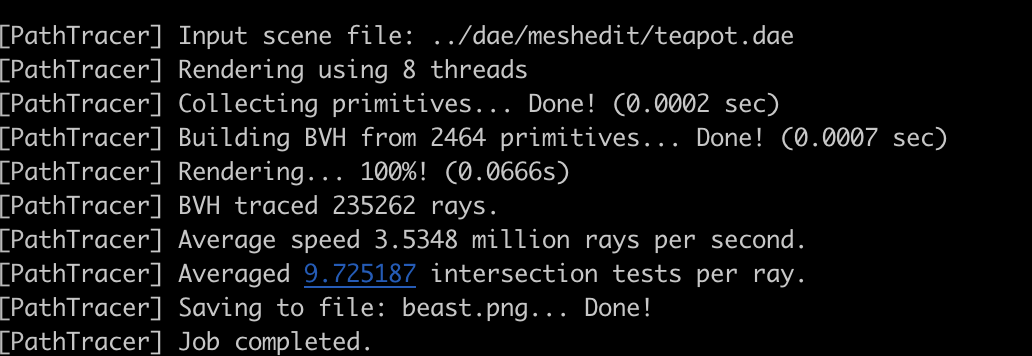 [PathTracer] Input scene file: ../dae/meshedit/teapot.dae
[PathTracer] Rendering using 8 threads
[PathTracer] Collecting primitives... Done! (0.0002 sec)
[PathTracer] Building BVH from 2464 primitives... Done! (0.0007 sec)
[PathTracer] Rendering... 100%! (0.0666s)
[PathTracer] BVH traced 235262 rays.
[PathTracer] Average speed 3.5348 million rays per second.
[PathTracer] Averaged 9.725187 intersection tests per ray.
[PathTracer] Saving to file: beast.png... Done!
[PathTracer] Job completed.